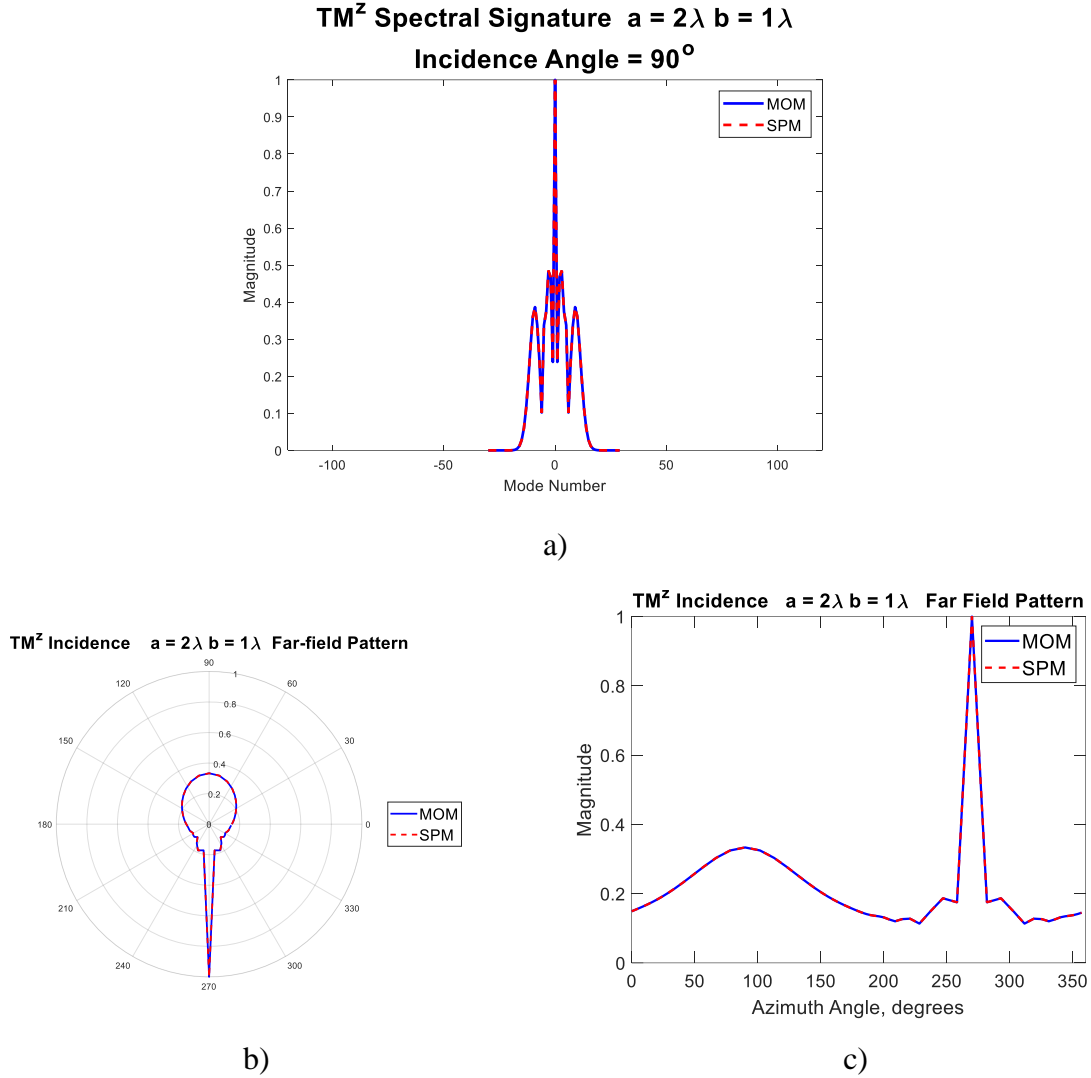 TM^z Spectral Signature a = 2λ b = 1λ
Incidence Angle = 90°
1
0.9
0.8
0.7
0.6
0.5
0.4
0.3
0.2
0.1
0
Magnitude
MOM
SPM
-100 -50 0 50 100
Mode Number
a)
TM^z Incidence a = 2λ b = 1λ Far-field Pattern
90
120 60
150 30
180 0
210 330
240 300
270
1
0.8
0.6
0.4
0.2
0
MOM
SPM
b)
TM^z Incidence a = 2λ b = 1λ Far Field Pattern
1
0.8
0.6
0.4
0.2
0
Magnitude
MOM
SPM
0 50 100 150 200 250 300 350
Azimuth Angle, degrees
c)